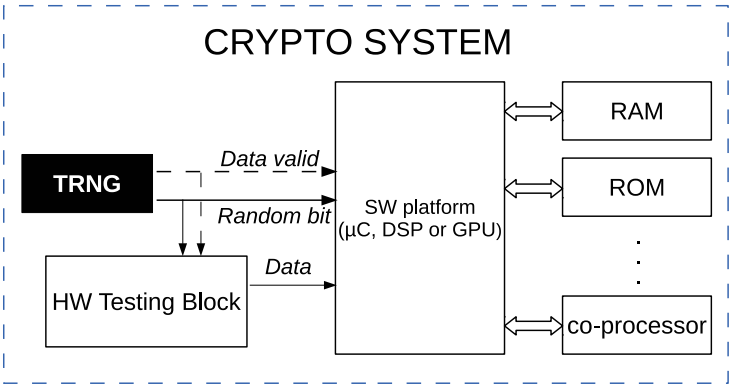 CRYPTO SYSTEM
TRNG
Data valid
Random bit
HW Testing Block
Data
SW platform
(µC, DSP or GPU)
RAM
ROM
co-processor